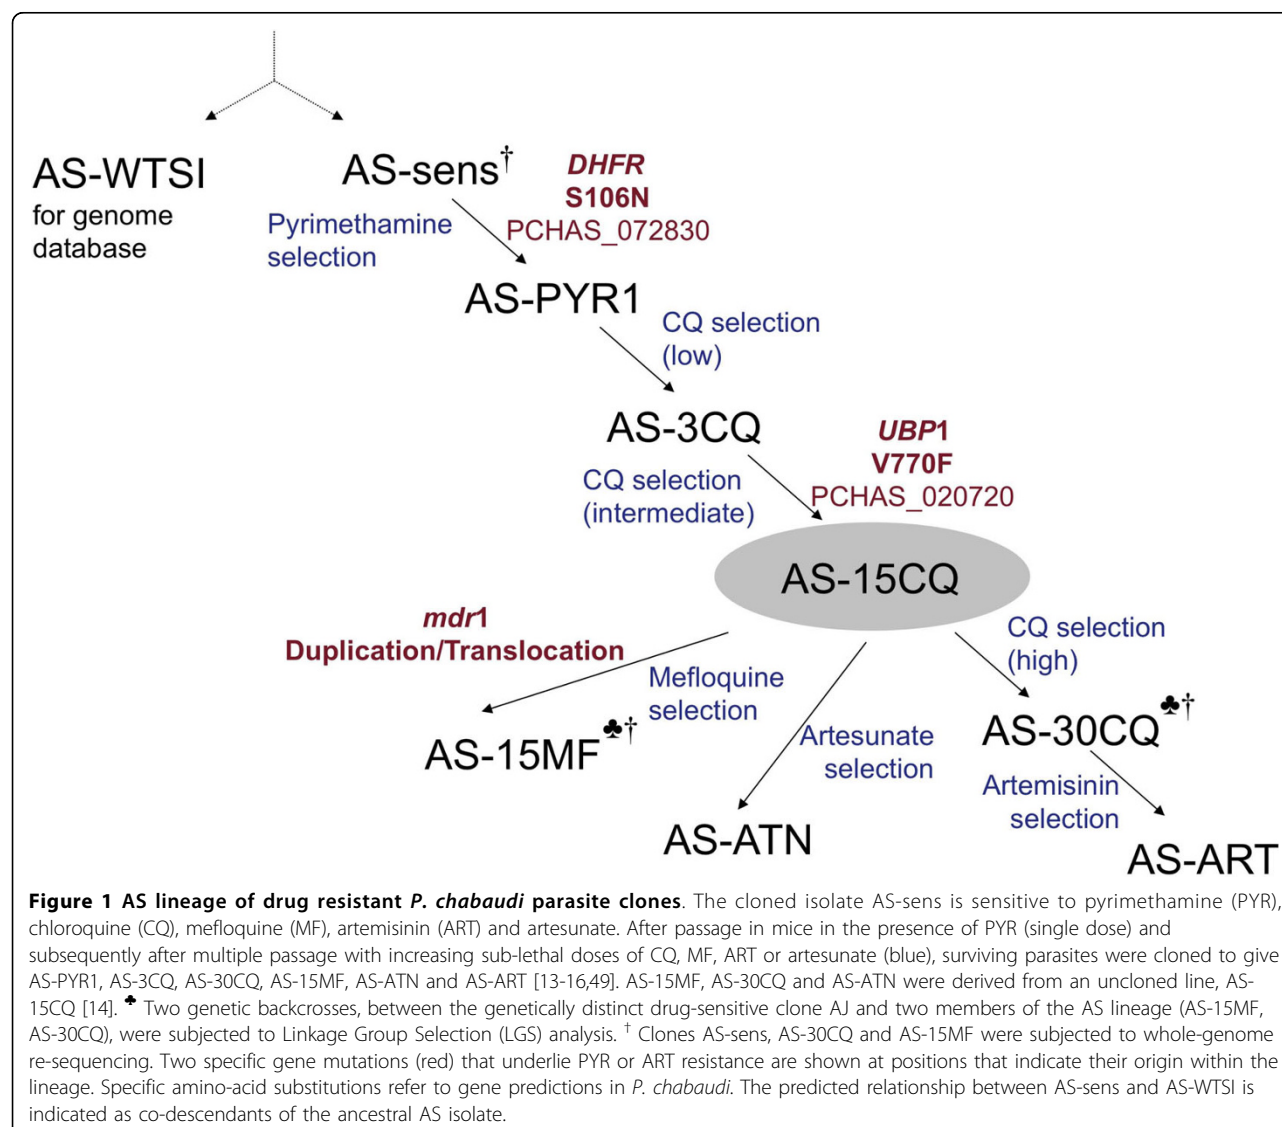 AS-WTSI
for genome
database
AS-sens†
DHFR
S106N
PCHAS_072830
Pyrimethamine
selection
AS-PYR1
CQ selection
(low)
AS-3CQ
UBP1
V770F
PCHAS_020720
CQ selection
(intermediate)
AS-15CQ
mdr1
Duplication/Translocation
Mefloquine
selection
CQ selection
(high)
AS-15MF♣†
Artesunate
selection
AS-30CQ♣†
Artemisinin
selection
AS-ATN
AS-ART
Figure 1 AS lineage of drug resistant P. chabaudi parasite clones. The cloned isolate AS-sens is sensitive to pyrimethamine (PYR),
chloroquine (CQ), mefloquine (MF), artemisinin (ART) and artesunate. After passage in mice in the presence of PYR (single dose) and
subsequently after multiple passage with increasing sub-lethal doses of CQ, MF, ART or artesunate (blue), surviving parasites were cloned to give
AS-PYR1, AS-3CQ, AS-30CQ, AS-15MF, AS-ATN and AS-ART [13-16,49]. AS-15MF, AS-30CQ and AS-ATN were derived from an uncloned line, AS-
15CQ [14]. ♣ Two genetic backcrosses, between the genetically distinct drug-sensitive clone AJ and two members of the AS lineage (AS-15MF,
AS-30CQ), were subjected to Linkage Group Selection (LGS) analysis. † Clones AS-sens, AS-30CQ and AS-15MF were subjected to whole-genome
re-sequencing. Two specific gene mutations (red) that underlie PYR or ART resistance are shown at positions that indicate their origin within the
lineage. Specific amino-acid substitutions refer to gene predictions in P. chabaudi. The predicted relationship between AS-sens and AS-WTSI is
indicated as co-descendants of the ancestral AS isolate.